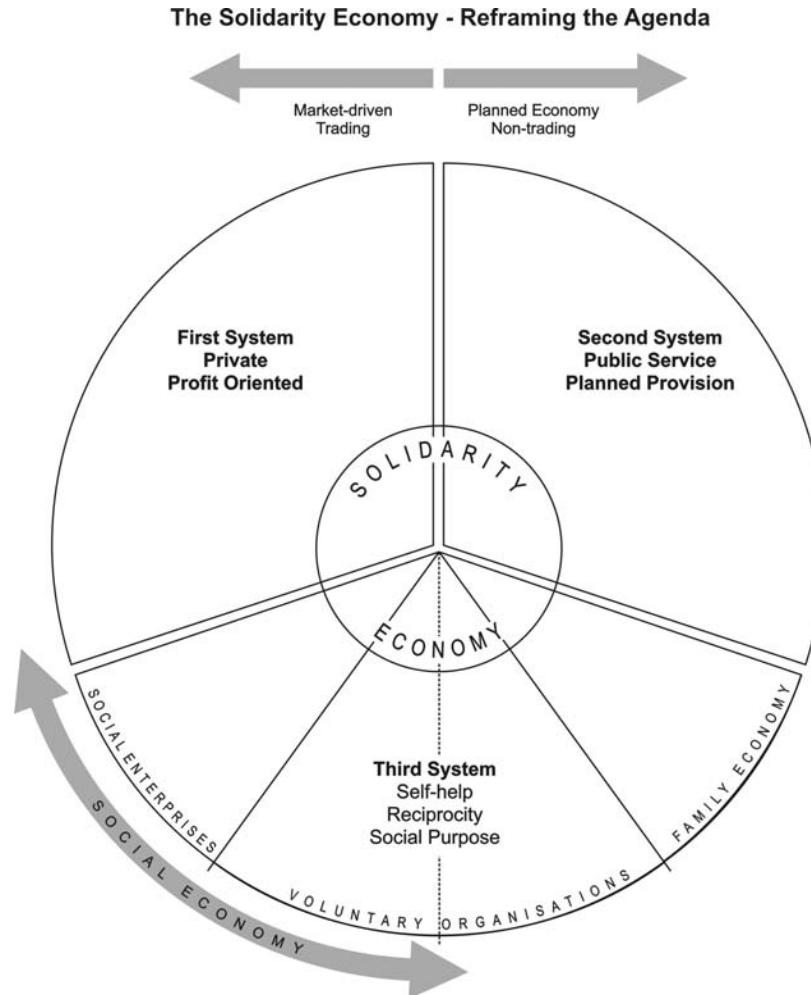 The Solidarity Economy - Reframing the Agenda
Market-driven
Trading
Planned Economy
Non-trading
First System
Private
Profit Oriented
Second System
Public Service
Planned Provision
SOLIDARITY
ECONOMY
SOCIAL ENTERPRISES
Third System
Self-help
Reciprocity
Social Purpose
FAMILY ECONOMY
VOLUNTARY ORGANISATIONS
SOCIAL ECONOMY